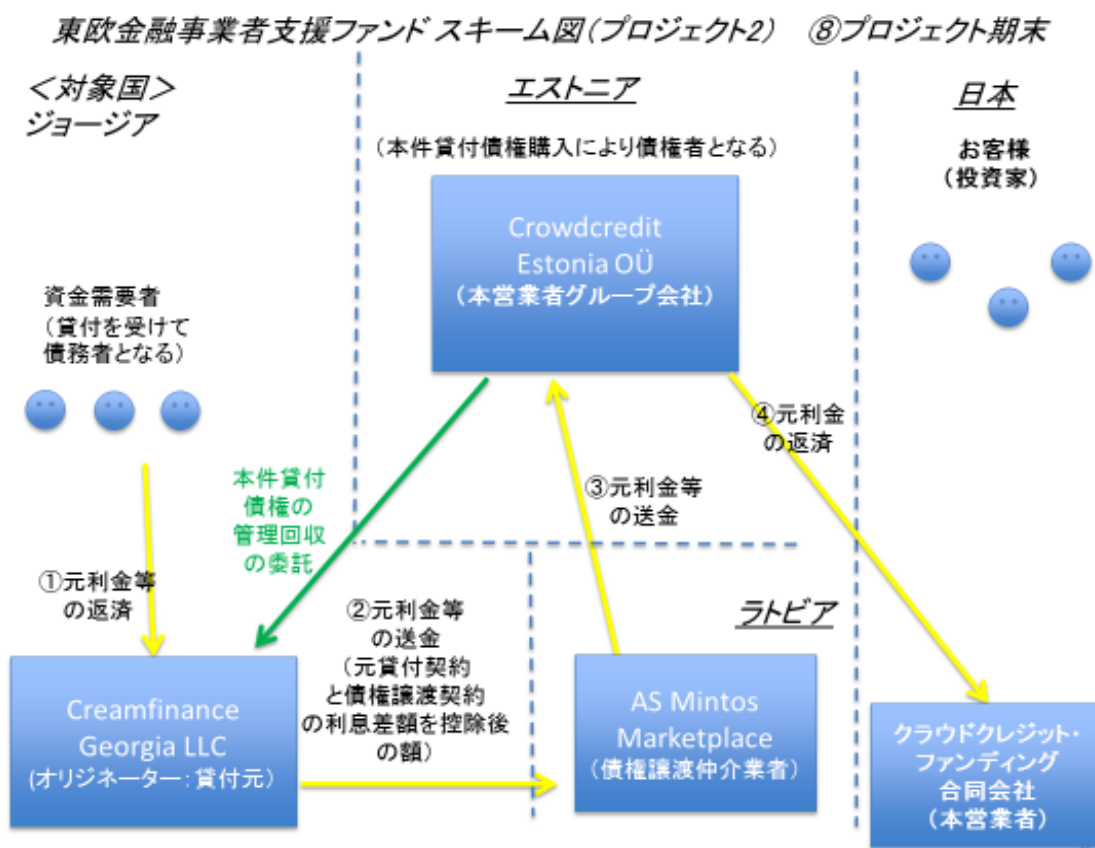 東欧金融事業者支援ファンド スキーム図(プロジェクト2)　⑧プロジェクト期末
＜対象国＞
ジョージア
エストニア
(本件貸付債権購入により債権者となる)
日本
お客様
(投資家)
Crowdcredit
Estonia OÜ
(本営業者グループ会社)
資金需要者
(貸付を受けて
債務者となる)
本件貸付
債権の
管理回収
の委託
③元利金等
の送金
④元利金
の返済
①元利金等
の返済
②元利金等
の送金
(元貸付契約
と債権譲渡契約
の利息差額を控除後
の額)
ラトビア
Creamfinance
Georgia LLC
(オリジネーター：貸付元)
AS Mintos
Marketplace
(債権譲渡仲介業者)
クラウドクレジット・
ファンディング
合同会社
(本営業者)